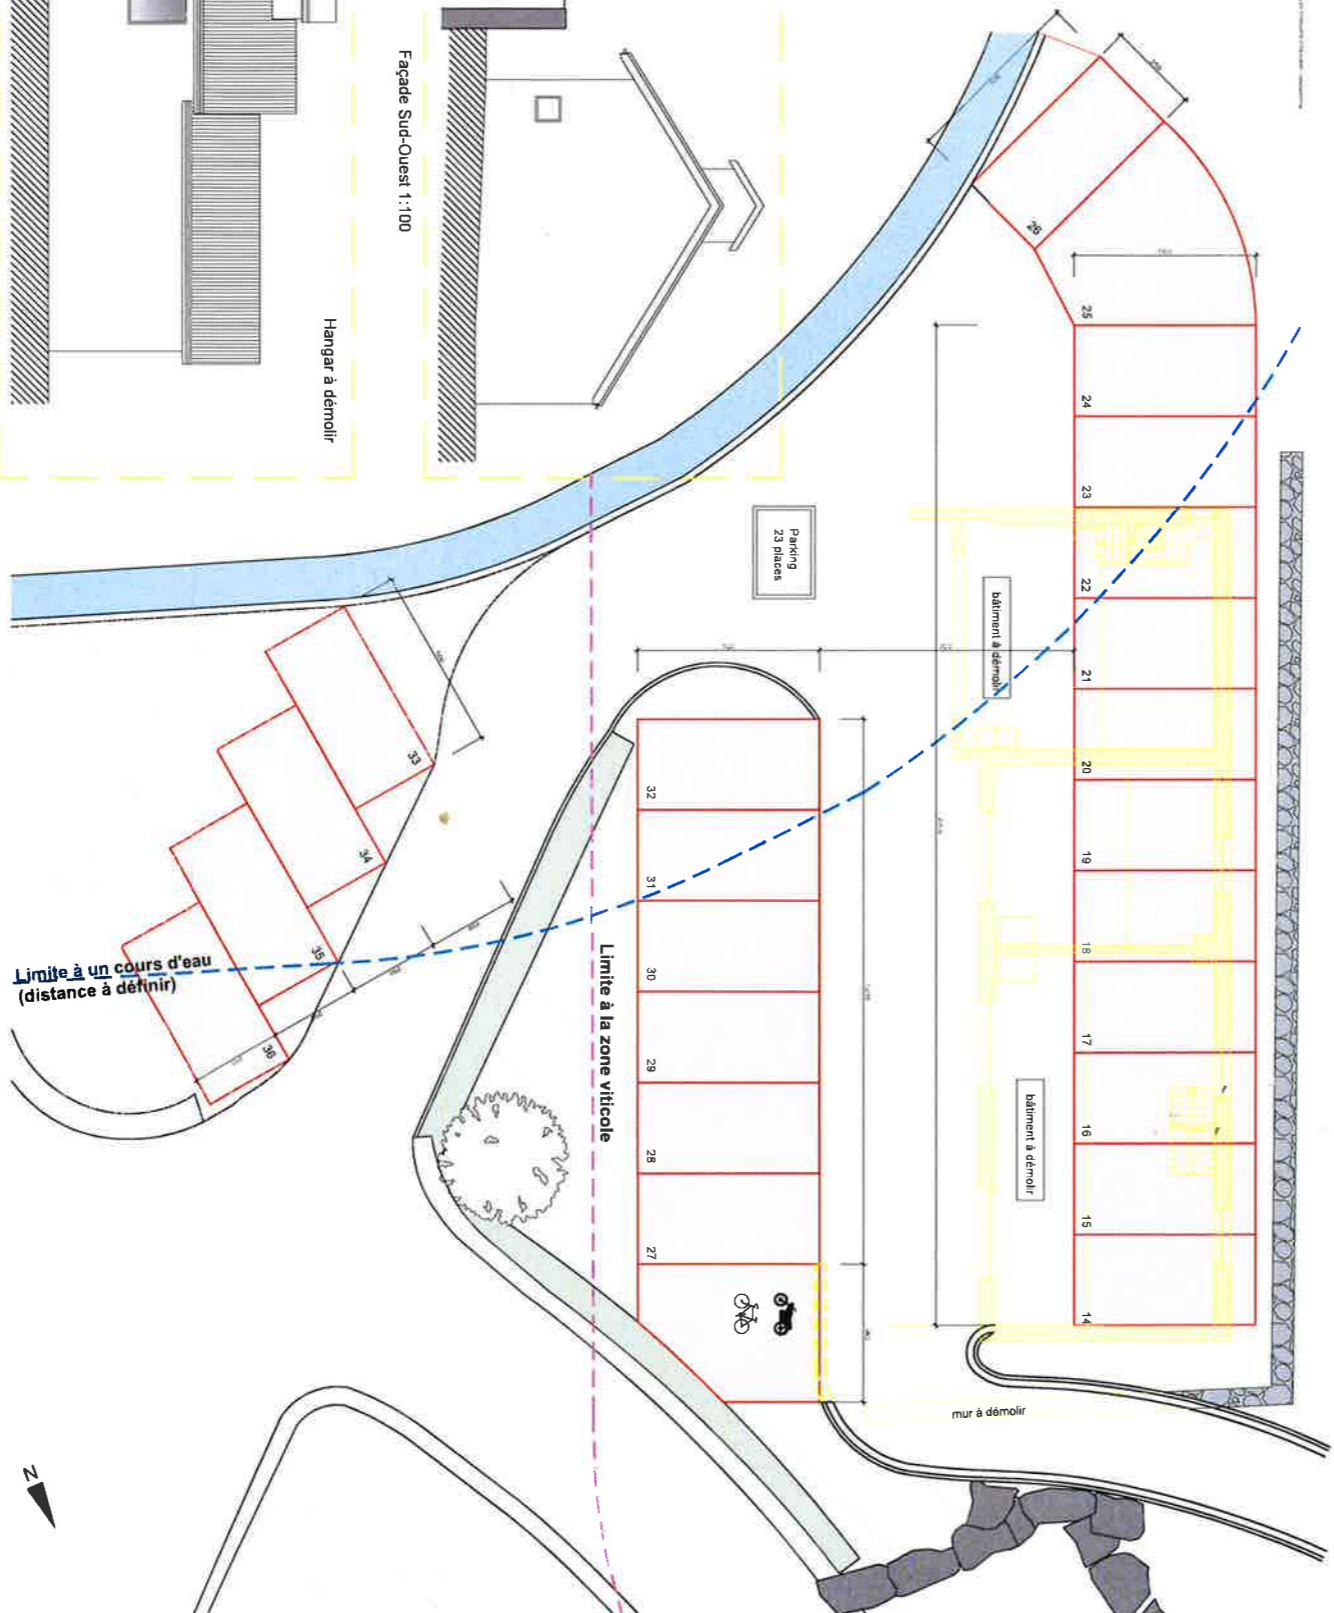 Façade Sud-Ouest 1:100
Hangar à démolir
26
25
24
23
22
21
20
19
18
17
16
15
14
Parking
23 places
bâtiment à démolir
bâtiment à démolir
mur à démolir
32
31
30
29
28
27
33
34
35
36
Limite à la zone viticole
Limite à un cours d'eau
(distance à définir)
N